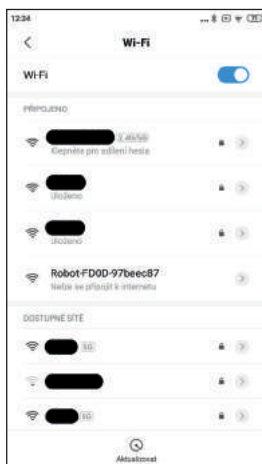 12:34
Wi-Fi
Wi-Fi
PŘIPOJENO
2,4G/5G
Klepněte pro sdílení hesla
Uloženo
Uloženo
Robot-FD0D-97beec87
Nelze se připojit k internetu
DOSTUPNÉ SÍTĚ
5G
5G
Aktualizovat